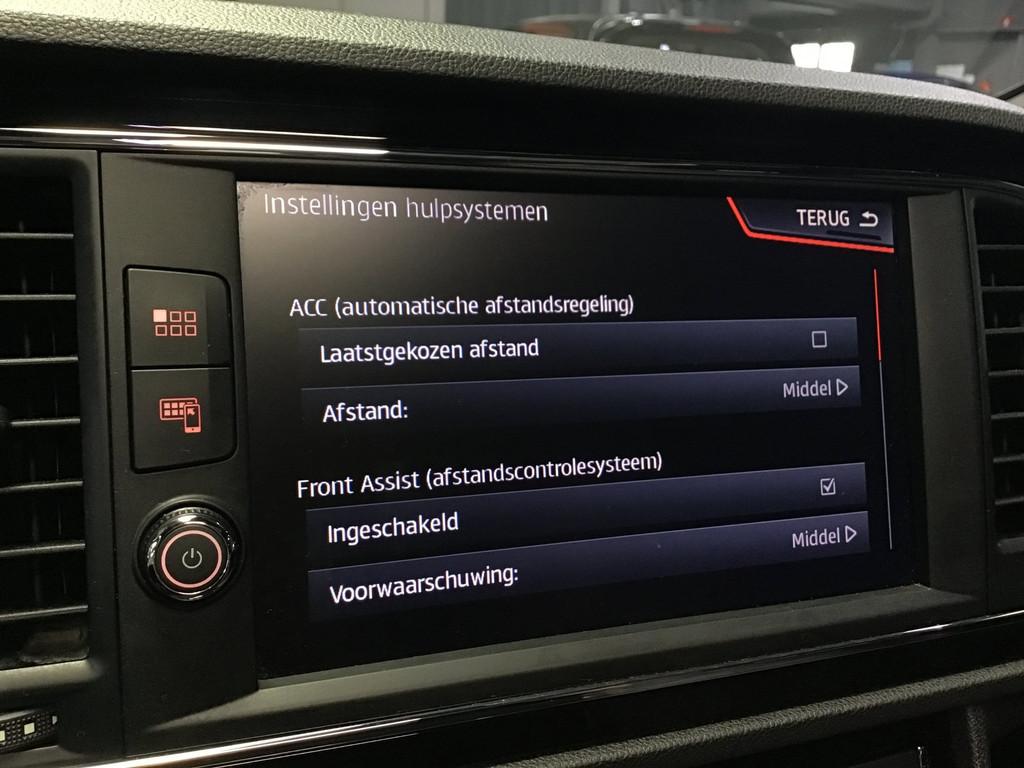 Instellingen hulpsystemen
TERUG
ACC (automatische afstandsregeling)
Laatstgekozen afstand
Afstand: Middel
Front Assist (afstandscontrolesysteem)
Ingeschakeld
Voorwaarschuwing: Middel